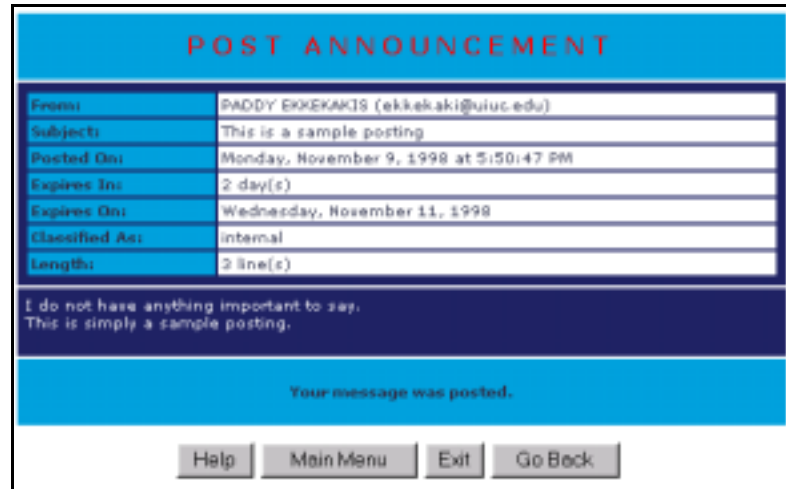 POST ANNOUNCEMENT
From: PADDY EKKEKAKIS (ekkekaki@uiuc.edu)
Subject: This is a sample posting
Posted On: Monday, November 9, 1998 at 5:50:47 PM
Expires In: 2 day(s)
Expires On: Wednesday, November 11, 1998
Classified As: internal
Length: 3 line(s)
I do not have anything important to say.
This is simply a sample posting.
Your message was posted.
Help Main Menu Exit Go Back